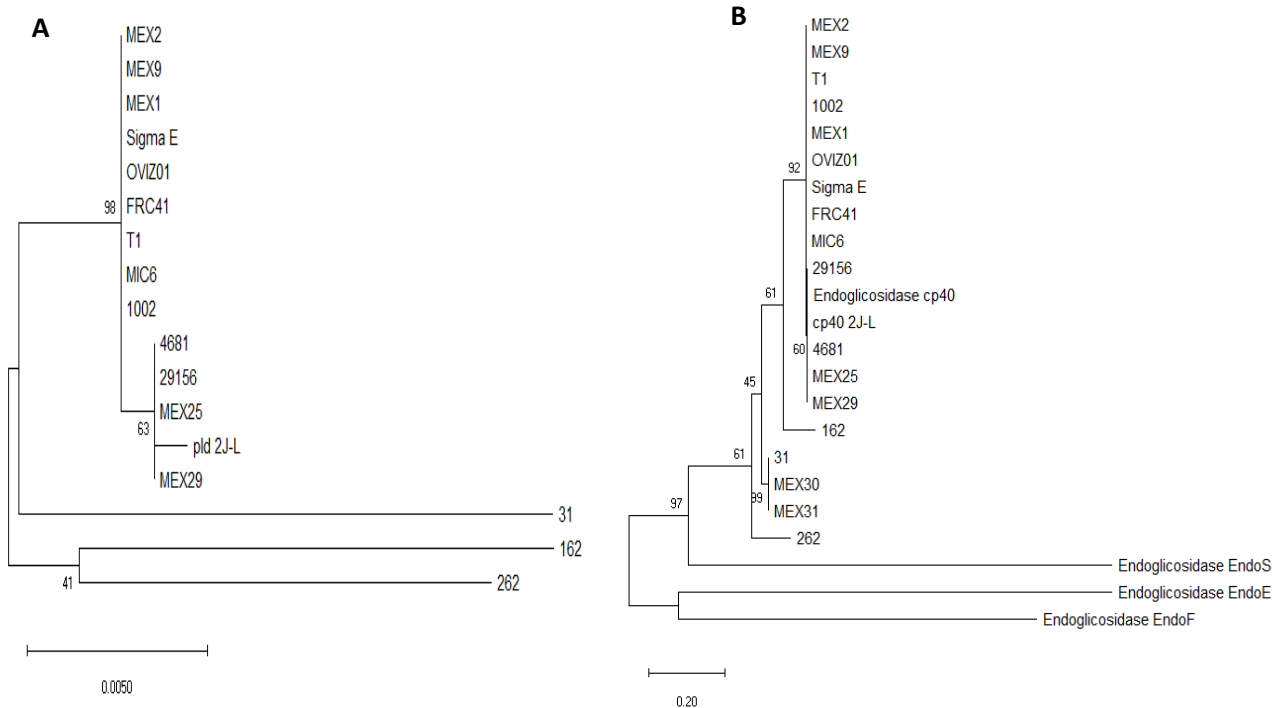 A
MEX2
MEX9
MEX1
Sigma E
OVIZ01
FRC41
98
T1
MIC6
1002
4681
29156
MEX25
63
pld 2J-L
MEX29
31
162
41
262
0.0050
B
MEX2
MEX9
T1
1002
MEX1
OVIZ01
92
Sigma E
FRC41
MIC6
29156
61
Endoglicosidase cp40
cp40 2J-L
60
4681
45
MEX25
MEX29
162
61
31
MEX30
99
MEX31
97
262
Endoglicosidase EndoS
Endoglicosidase EndoE
Endoglicosidase EndoF
0.20